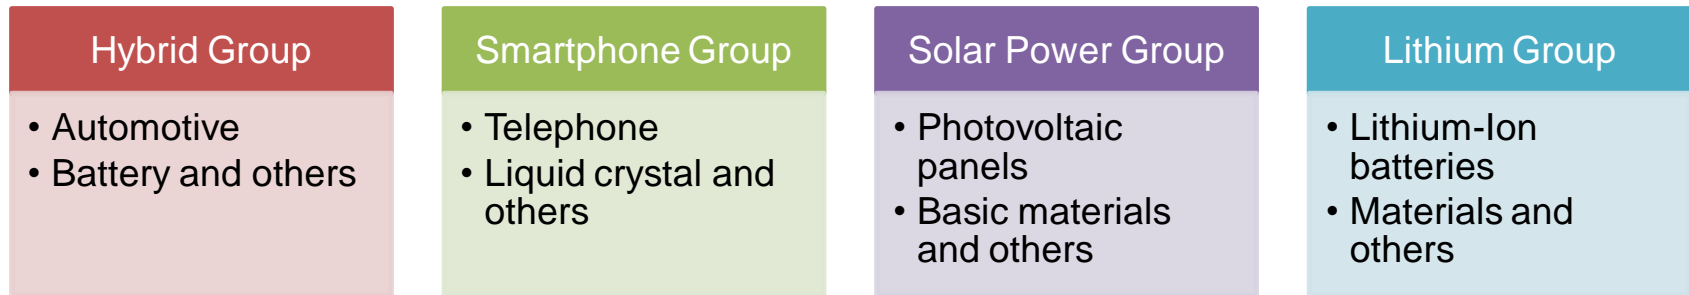 Hybrid Group
• Automotive
• Battery and others
Smartphone Group
• Telephone
• Liquid crystal and
others
Solar Power Group
• Photovoltaic
panels
• Basic materials
and others
Lithium Group
• Lithium-Ion
batteries
• Materials and
others